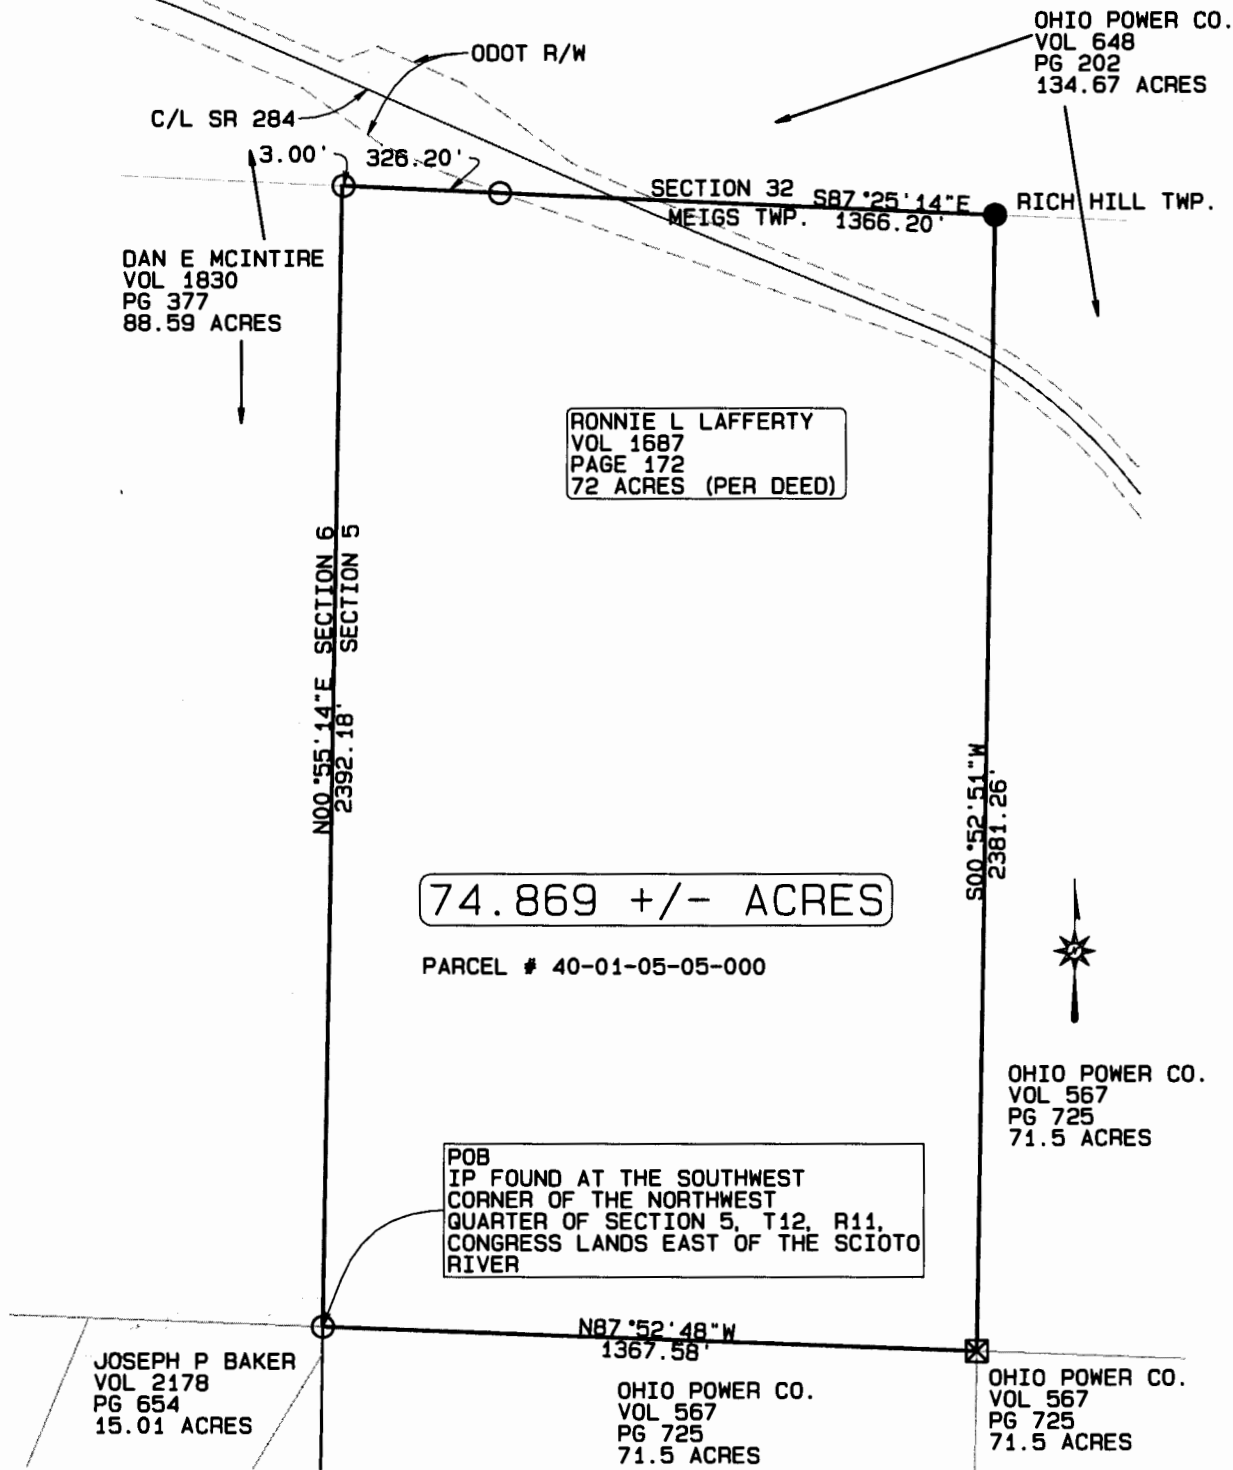 OHIO POWER CO.
VOL 648
PG 202
134.67 ACRES
ODOT R/W
C/L SR 284
3.00'
326.20'
SECTION 32
S87°25'14"E
RICH HILL TWP.
MEIGS TWP.
1366.20'
DAN E MCINTIRE
VOL 1830
PG 377
88.59 ACRES
RONNIE L LAFFERTY
VOL 1687
PAGE 172
72 ACRES (PER DEED)
N00°55'14"E SECTION 6
2392.18' SECTION 5
S00°52'51"W
2381.26'
74.869 +/- ACRES
PARCEL # 40-01-05-05-000
N
OHIO POWER CO.
VOL 567
PG 725
71.5 ACRES
POB
IP FOUND AT THE SOUTHWEST
CORNER OF THE NORTHWEST
QUARTER OF SECTION 5, T12, R11,
CONGRESS LANDS EAST OF THE SCIOTO
RIVER
N87°52'48"W
1367.58'
JOSEPH P BAKER
VOL 2178
PG 654
15.01 ACRES
OHIO POWER CO.
VOL 567
PG 725
71.5 ACRES
OHIO POWER CO.
VOL 567
PG 725
71.5 ACRES